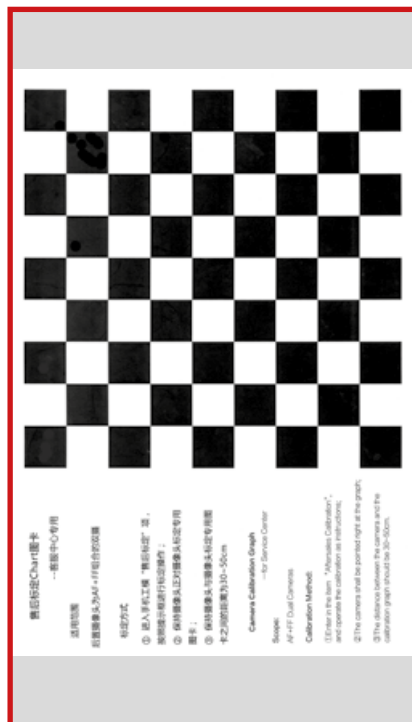 售后标定Chart图卡
--客服中心专用
适用范围
后置摄像头为AF+FF组合的双摄
标定方式
① 进入手机工模“售后标定”项，
按照提示框进行标定操作；
② 保持摄像头正对摄像头标定专用
图卡；
③ 保持摄像头与摄像头标定专用图
卡之间的距离为30~50cm
Camera Calibration Graph
--for Service Center
Scope:
AF+FF Dual Cameras
Calibration Method:
①Enter in the item “Aftersales Calibration”,
and operate the calibration as instructions;
②The camera shall be pointed right at the graph;
③The distance between the camera and the
calibration graph should be 30~50cm.